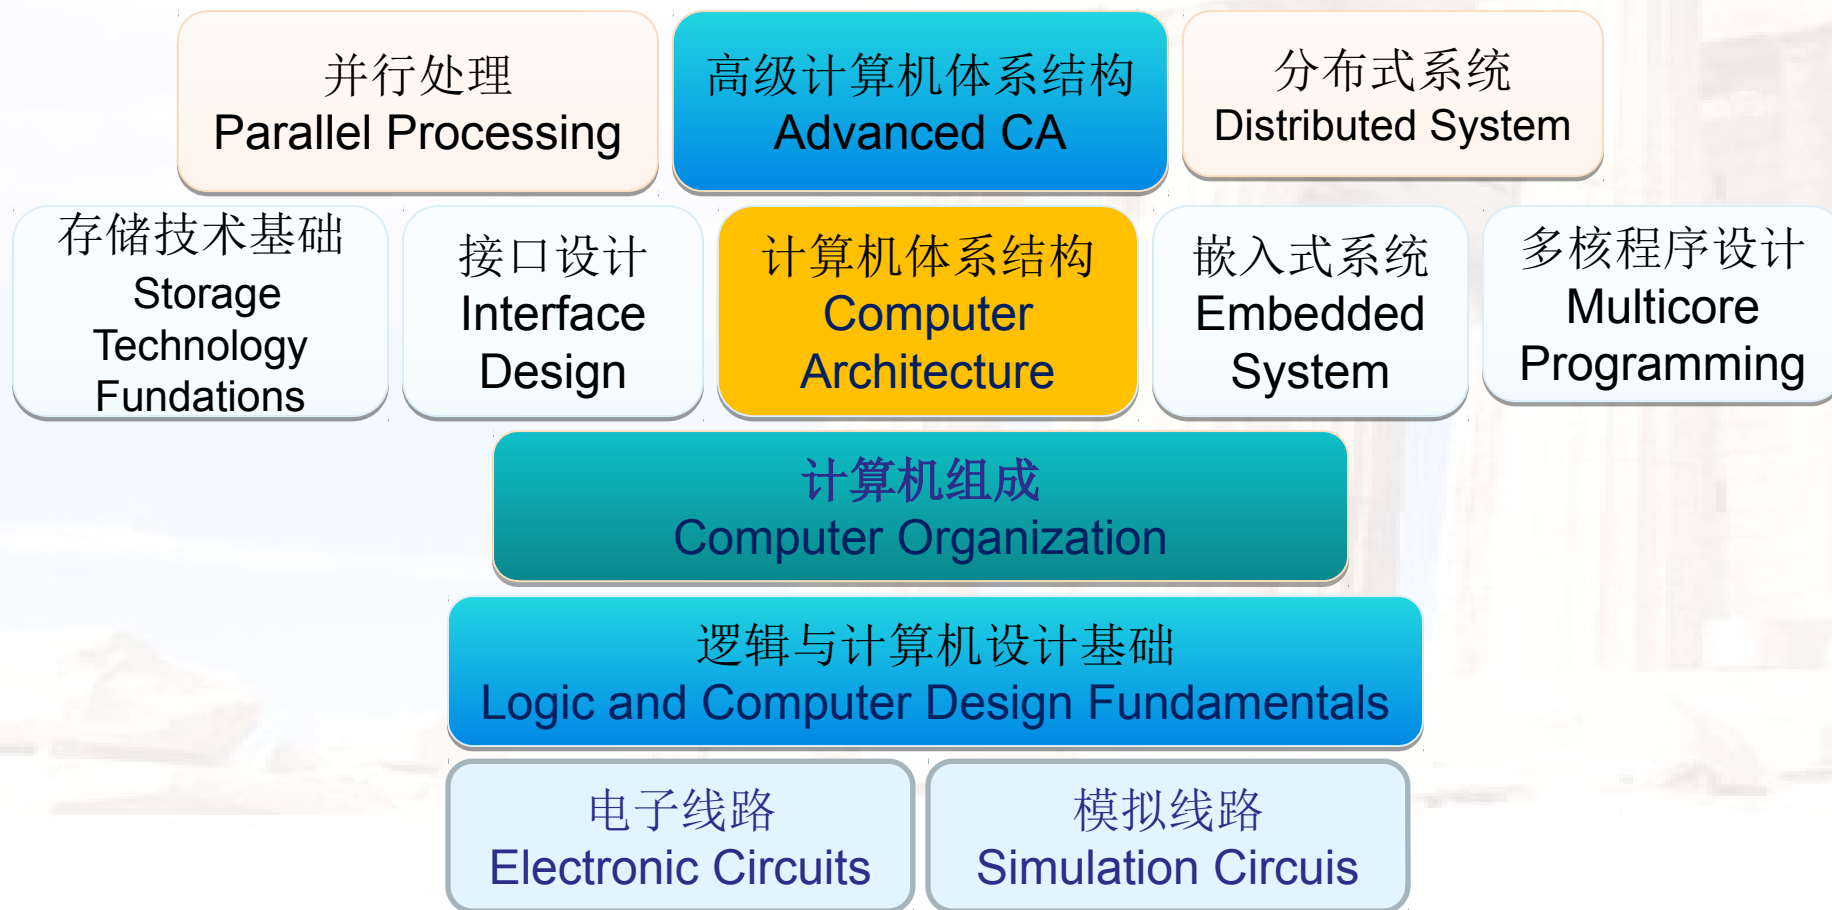 并行处理
Parallel Processing
高级计算机体系结构
Advanced CA
分布式系统
Distributed System
存储技术基础
Storage
Technology
Fundations
接口设计
Interface
Design
计算机体系结构
Computer
Architecture
嵌入式系统
Embedded
System
多核程序设计
Multicore
Programming
计算机组成
Computer Organization
逻辑与计算机设计基础
Logic and Computer Design Fundamentals
电子线路
Electronic Circuits
模拟线路
Simulation Circuis